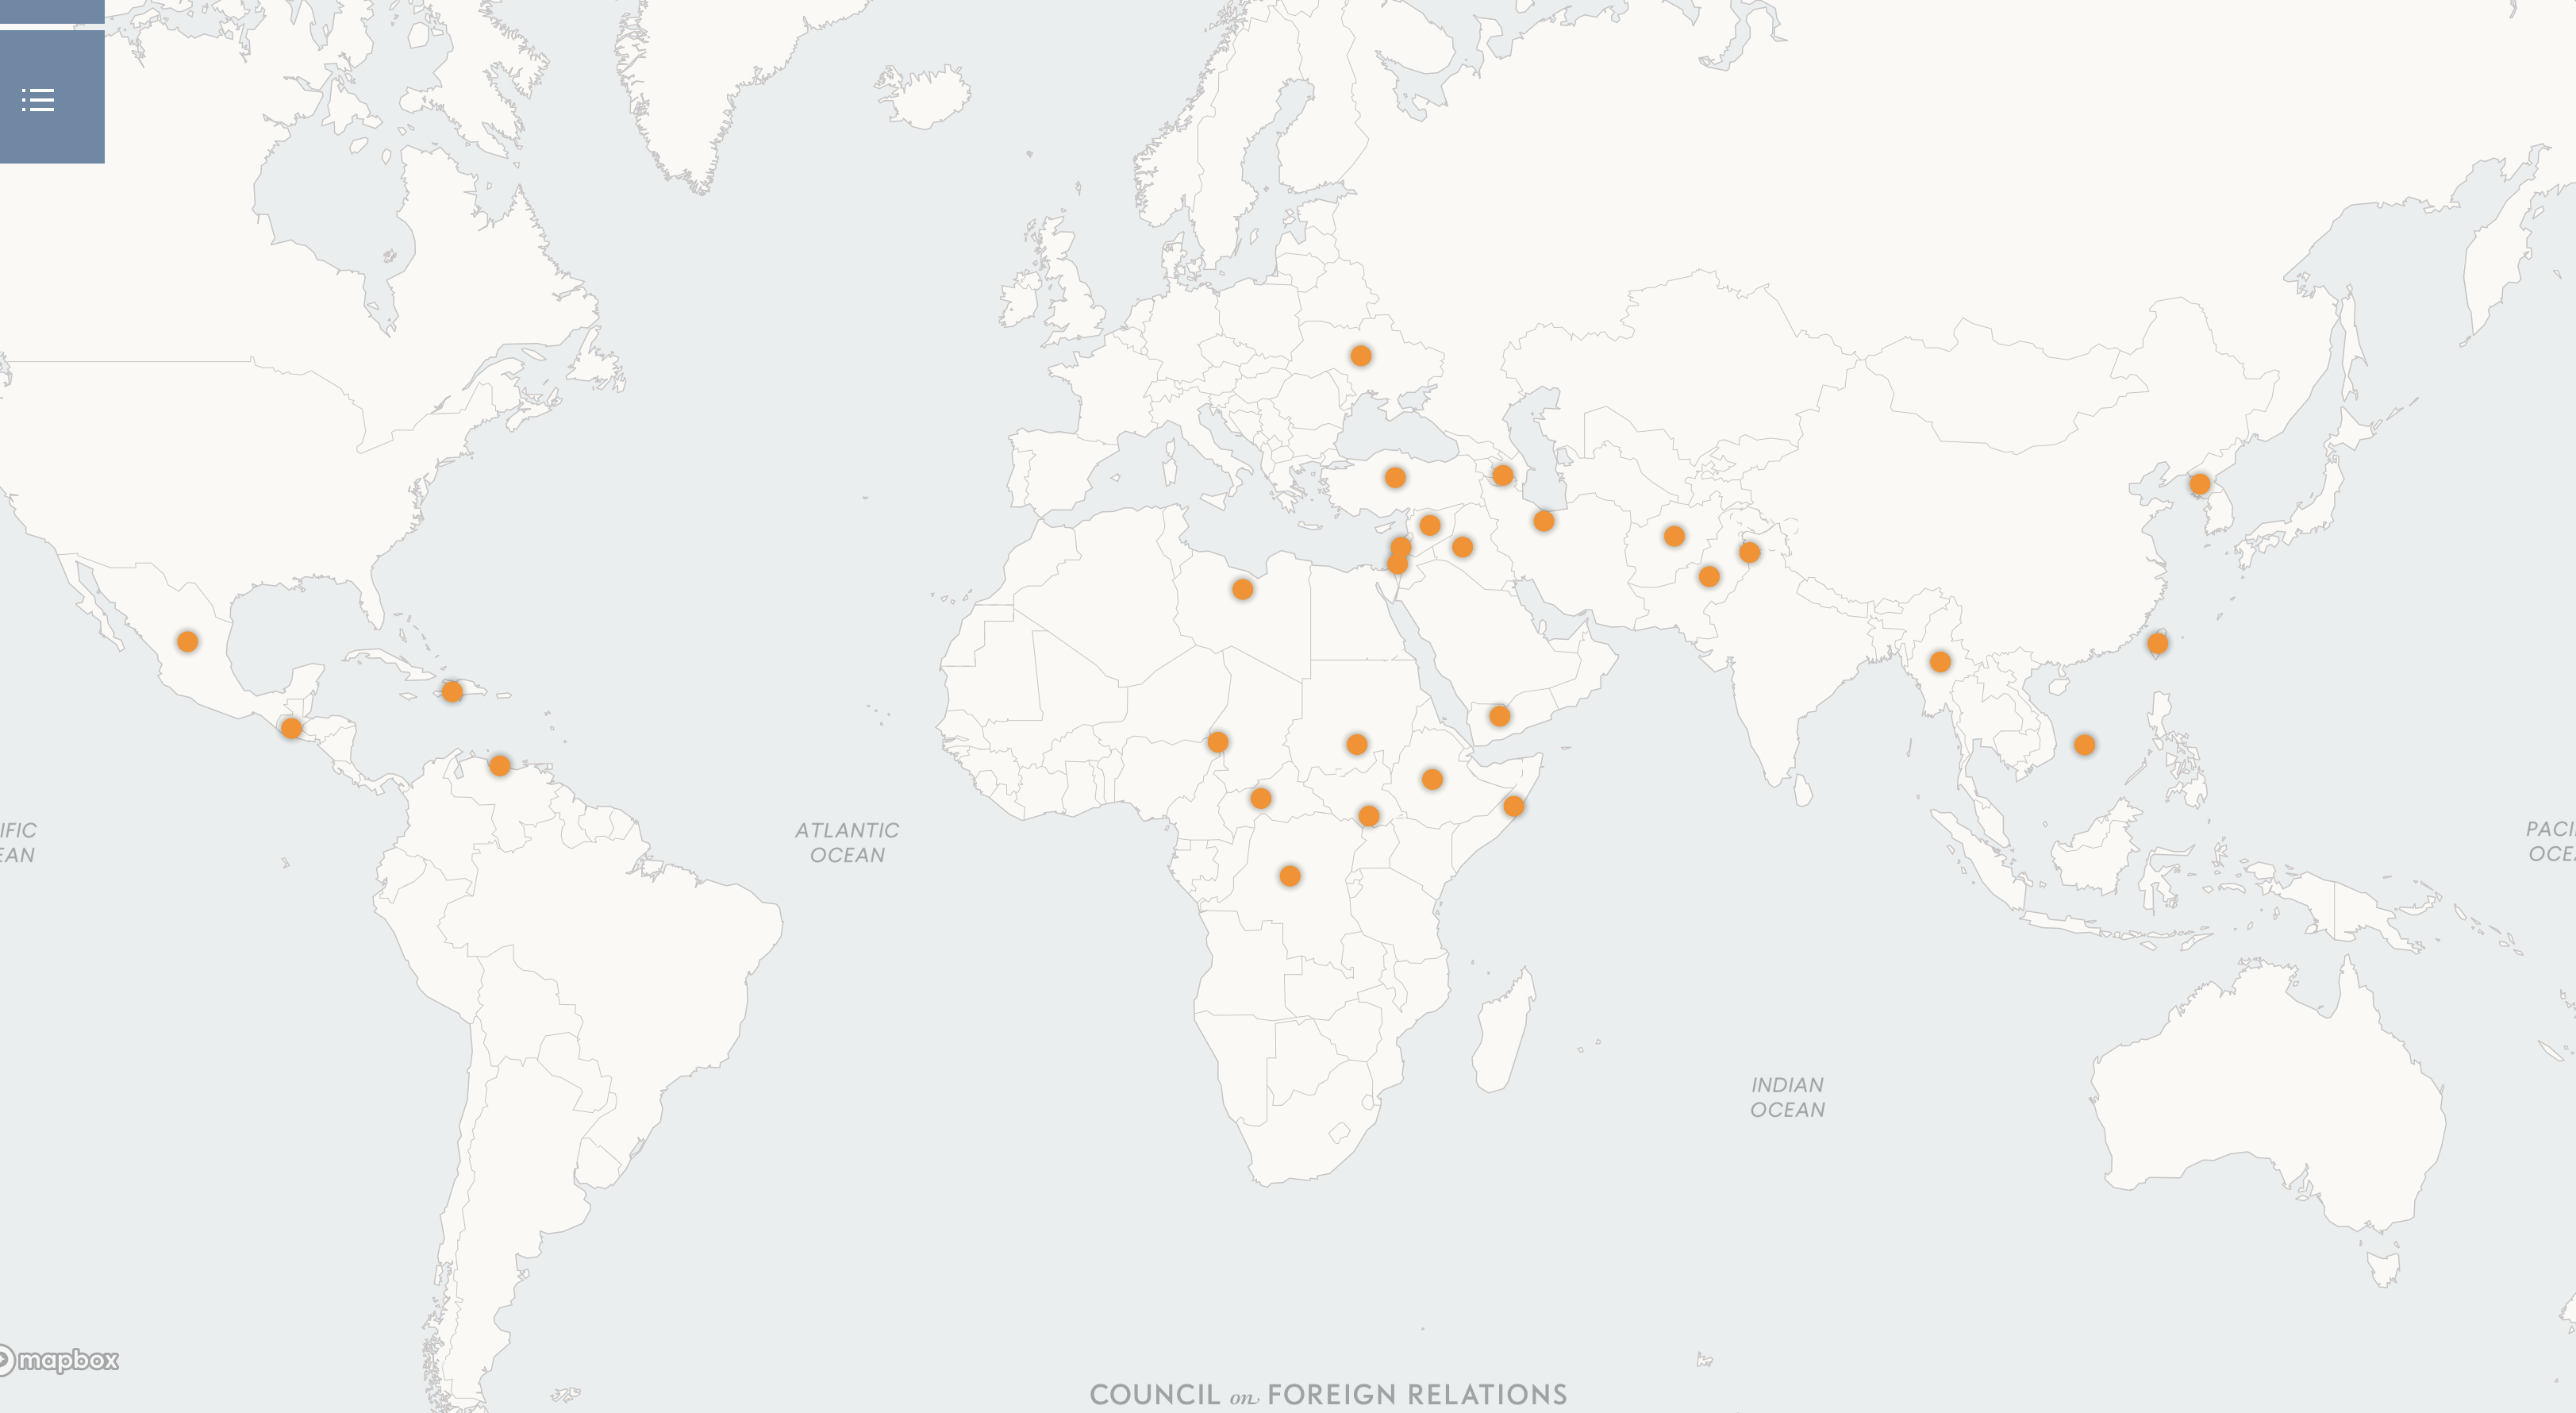 IFIC
EAN
ATLANTIC
OCEAN
PACI
OCE
INDIAN
OCEAN
mapbox
COUNCIL on FOREIGN RELATIONS